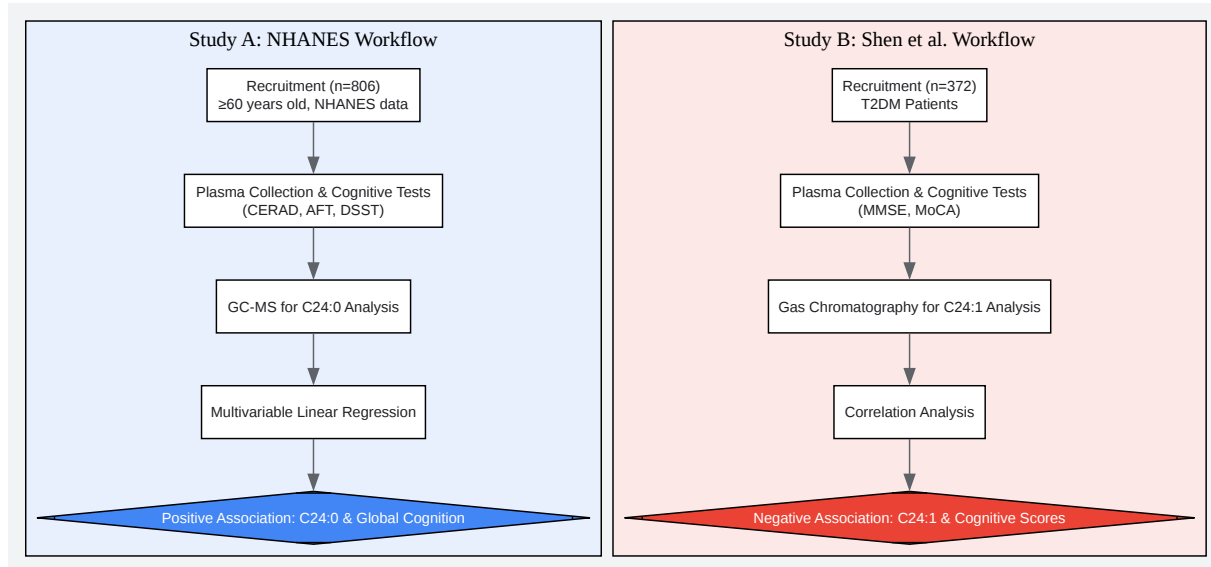 Study A: NHANES Workflow
Recruitment (n=806)
≥60 years old, NHANES data
Plasma Collection & Cognitive Tests
(CERAD, AFT, DSST)
GC-MS for C24:0 Analysis
Multivariable Linear Regression
Positive Association: C24:0 & Global Cognition
Study B: Shen et al. Workflow
Recruitment (n=372)
T2DM Patients
Plasma Collection & Cognitive Tests
(MMSE, MoCA)
Gas Chromatography for C24:1 Analysis
Correlation Analysis
Negative Association: C24:1 & Cognitive Scores